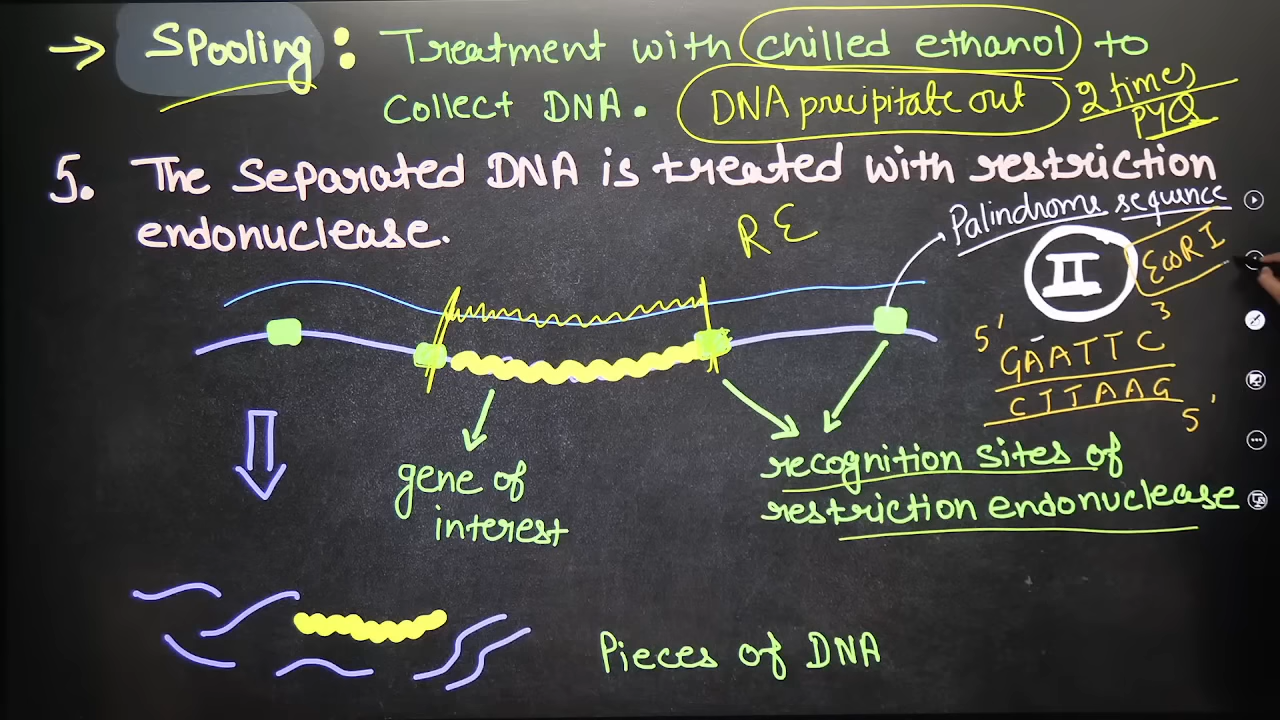 → Spooling: Treatment with chilled ethanol to
collect DNA. DNA precipitate out 2 times
PYQ
5. The separated DNA is treated with restriction
endonuclease.
RE
Palindrome sequence
II
EcoRI
5' GAATTC 3'
CTTAAG 5'
gene of
interest
recognition sites of
restriction endonuclease
Pieces of DNA